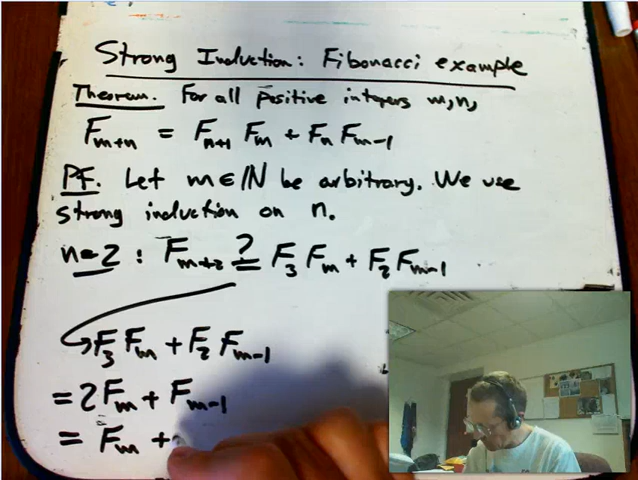 Strong Induction: Fibonacci example
Theorem. For all positive integers m,n,
F_{m+n} = F_{n+1} F_m + F_n F_{m-1}
Pf. Let m ∈ ℕ be arbitrary. We use
strong induction on n.
n=2 : F_{m+2} ?= F_3 F_m + F_2 F_{m-1}
F_3 F_m + F_2 F_{m-1}
= 2F_m + F_{m-1}
= F_m +